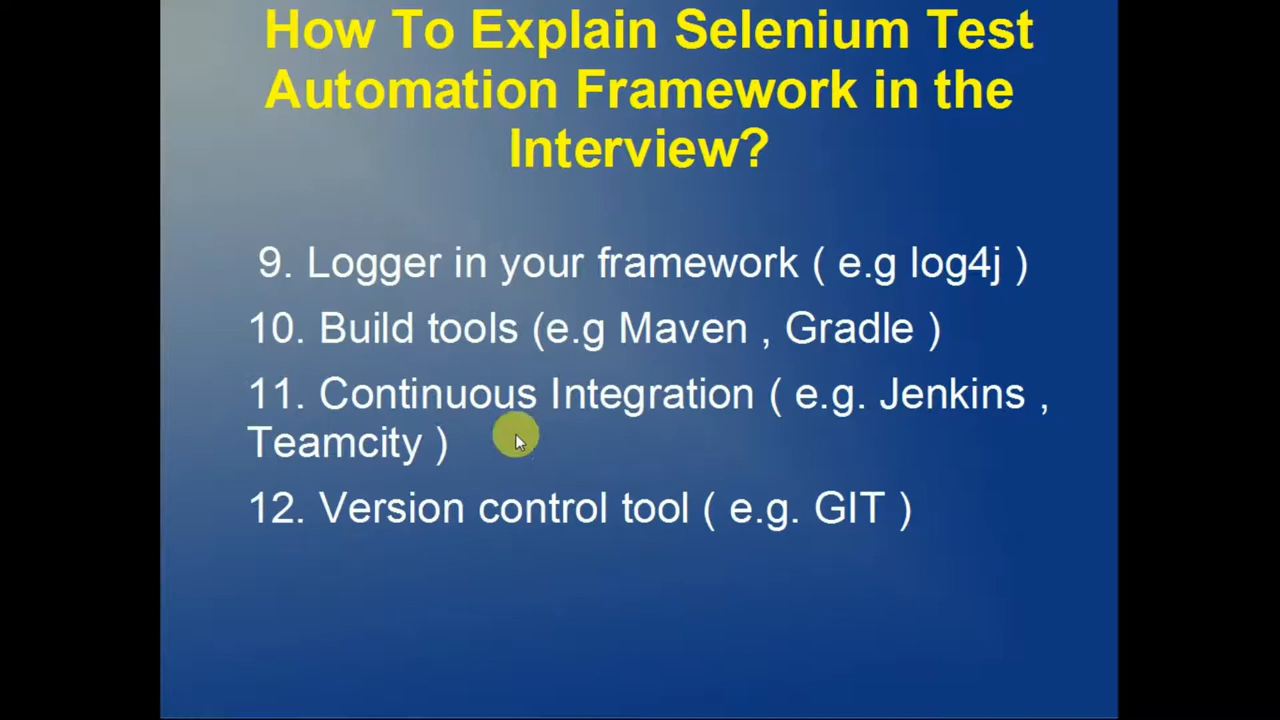 How To Explain Selenium Test
Automation Framework in the
Interview?
9. Logger in your framework ( e.g log4j )
10. Build tools (e.g Maven , Gradle )
11. Continuous Integration ( e.g. Jenkins ,
Teamcity )
12. Version control tool ( e.g. GIT )